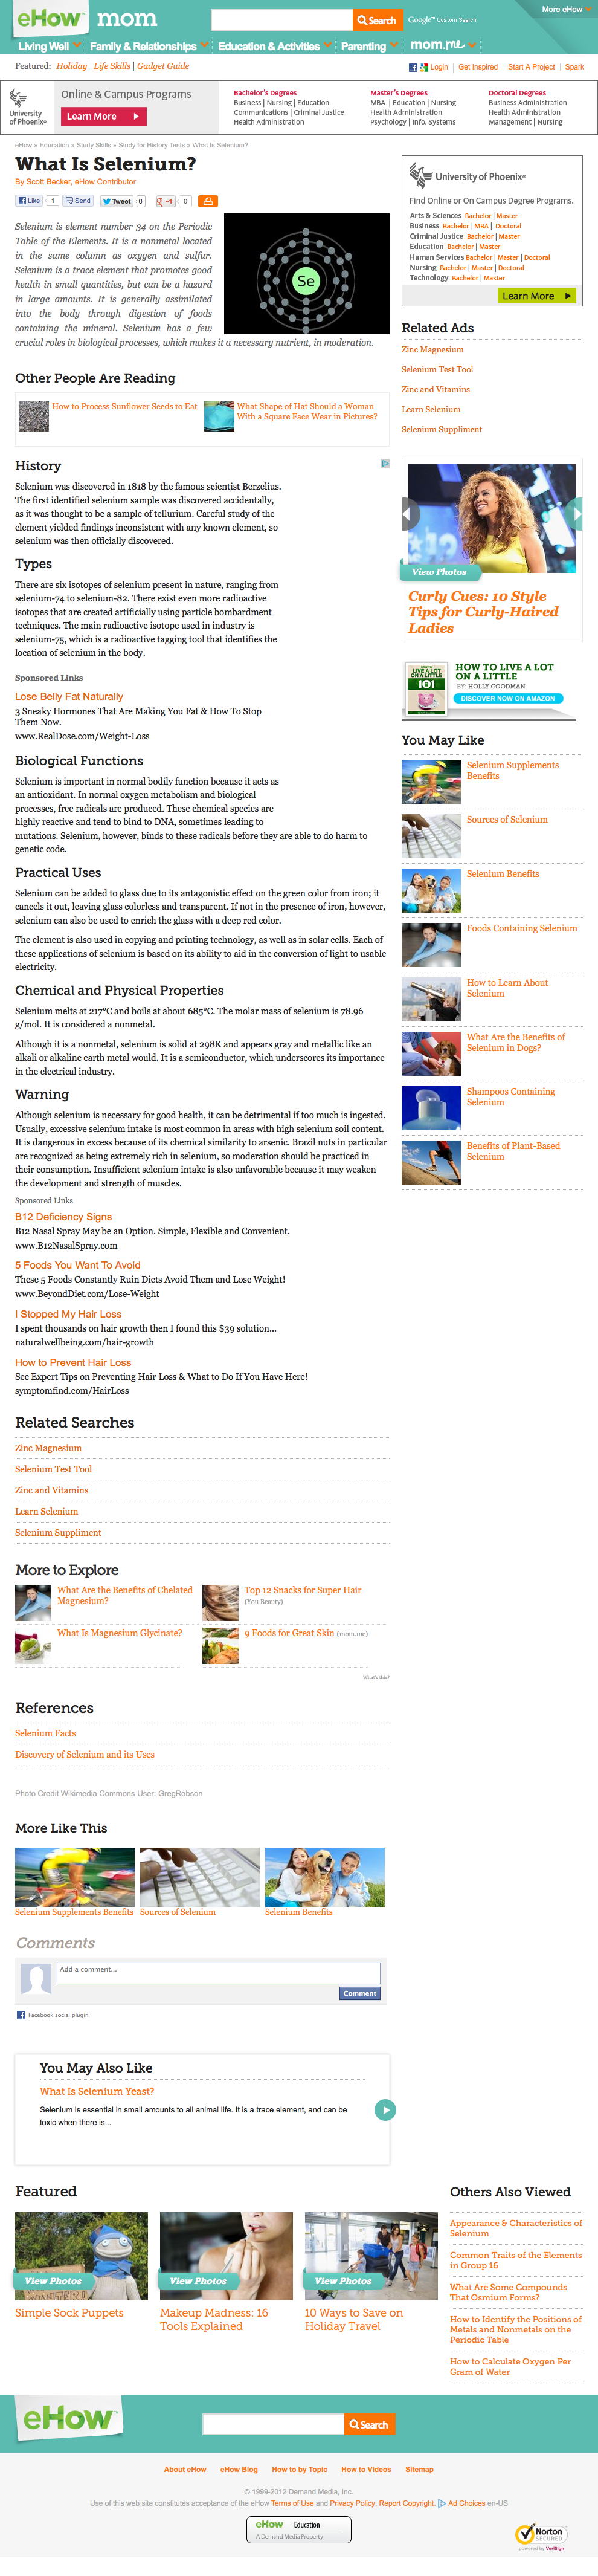 eHow™ mom
Search
Google™ Custom Search
More eHow
Living Well
Family & Relationships
Education & Activities
Parenting
mom.me
Featured: Holiday | Life Skills | Gadget Guide
Login | Get Inspired | Start A Project | Spark
University of Phoenix®
Online & Campus Programs
Learn More
Bachelor's Degrees
Business | Nursing | Education
Communications | Criminal Justice
Health Administration
Master's Degrees
MBA | Education | Nursing
Health Administration
Psychology | Info. Systems
Doctoral Degrees
Business Administration
Health Administration
Management | Nursing
eHow » Education » Study Skills » Study for History Tests » What Is Selenium?
What Is Selenium?
By Scott Becker, eHow Contributor
Like 1
Send
Tweet 0
+1 0
Selenium is element number 34 on the Periodic
Table of the Elements. It is a nonmetal located
in the same column as oxygen and sulfur.
Selenium is a trace element that promotes good
health in small quantities, but can be a hazard
in large amounts. It is generally assimilated
into the body through digestion of foods
containing the mineral. Selenium has a few
crucial roles in biological processes, which makes it a necessary nutrient, in moderation.
Se
Other People Are Reading
How to Process Sunflower Seeds to Eat
What Shape of Hat Should a Woman
With a Square Face Wear in Pictures?
History
Selenium was discovered in 1818 by the famous scientist Berzelius.
The first identified selenium sample was discovered accidentally,
as it was thought to be a sample of tellurium. Careful study of the
element yielded findings inconsistent with any known element, so
selenium was then officially discovered.
Types
There are six isotopes of selenium present in nature, ranging from
selenium-74 to selenium-82. There exist even more radioactive
isotopes that are created artificially using particle bombardment
techniques. The main radioactive isotope used in industry is
selenium-75, which is a radioactive tagging tool that identifies the
location of selenium in the body.
Sponsored Links
Lose Belly Fat Naturally
3 Sneaky Hormones That Are Making You Fat & How To Stop
Them Now.
www.RealDose.com/Weight-Loss
Biological Functions
Selenium is important in normal bodily function because it acts as
an antioxidant. In normal oxygen metabolism and biological
processes, free radicals are produced. These chemical species are
highly reactive and tend to bind to DNA, sometimes leading to
mutations. Selenium, however, binds to these radicals before they are able to do harm to
genetic code.
Practical Uses
Selenium can be added to glass due to its antagonistic effect on the green color from iron; it
cancels it out, leaving glass colorless and transparent. If not in the presence of iron, however,
selenium can also be used to enrich the glass with a deep red color.
The element is also used in copying and printing technology, as well as in solar cells. Each of
these applications of selenium is based on its ability to aid in the conversion of light to usable
electricity.
Chemical and Physical Properties
Selenium melts at 217°C and boils at about 685°C. The molar mass of selenium is 78.96
g/mol. It is considered a nonmetal.
Although it is a nonmetal, selenium is solid at 298K and appears gray and metallic like an
alkali or alkaline earth metal would. It is a semiconductor, which underscores its importance
in the electrical industry.
Warning
Although selenium is necessary for good health, it can be detrimental if too much is ingested.
Usually, excessive selenium intake is most common in areas with high selenium soil content.
It is dangerous in excess because of its chemical similarity to arsenic. Brazil nuts in particular
are recognized as being extremely rich in selenium, so moderation should be practiced in
their consumption. Insufficient selenium intake is also unfavorable because it may weaken
the development and strength of muscles.
Sponsored Links
B12 Deficiency Signs
B12 Nasal Spray May be an Option. Simple, Flexible and Convenient.
www.B12NasalSpray.com
5 Foods You Want To Avoid
These 5 Foods Constantly Ruin Diets Avoid Them and Lose Weight!
www.BeyondDiet.com/Lose-Weight
I Stopped My Hair Loss
I spent thousands on hair growth then I found this $39 solution...
naturalwellbeing.com/hair-growth
How to Prevent Hair Loss
See Expert Tips on Preventing Hair Loss & What to Do If You Have Here!
symptomfind.com/HairLoss
Related Searches
Zinc Magnesium
Selenium Test Tool
Zinc and Vitamins
Learn Selenium
Selenium Suppliment
More to Explore
What Are the Benefits of Chelated
Magnesium?
Top 12 Snacks for Super Hair
(You Beauty)
What Is Magnesium Glycinate?
9 Foods for Great Skin (mom.me)
What's this?
References
Selenium Facts
Discovery of Selenium and its Uses
Photo Credit Wikimedia Commons User: GregRobson
More Like This
Selenium Supplements Benefits
Sources of Selenium
Selenium Benefits
Comments
Add a comment...
Comment
Facebook social plugin
You May Also Like
What Is Selenium Yeast?
Selenium is essential in small amounts to all animal life. It is a trace element, and can be
toxic when there is...
University of Phoenix®
Find Online or On Campus Degree Programs.
Arts & Sciences Bachelor | Master
Business Bachelor | MBA | Doctoral
Criminal Justice Bachelor | Master
Education Bachelor | Master
Human Services Bachelor | Master | Doctoral
Nursing Bachelor | Master | Doctoral
Technology Bachelor | Master
Learn More
Related Ads
Zinc Magnesium
Selenium Test Tool
Zinc and Vitamins
Learn Selenium
Selenium Suppliment
View Photos
Curly Cues: 10 Style
Tips for Curly-Haired
Ladies
101
HOW TO LIVE A LOT
ON A LITTLE
BY: HOLLY GOODMAN
DISCOVER NOW ON AMAZON
You May Like
Selenium Supplements
Benefits
Sources of Selenium
Selenium Benefits
Foods Containing Selenium
How to Learn About
Selenium
What Are the Benefits of
Selenium in Dogs?
Shampoos Containing
Selenium
Benefits of Plant-Based
Selenium
Featured
View Photos
Simple Sock Puppets
View Photos
Makeup Madness: 16
Tools Explained
View Photos
10 Ways to Save on
Holiday Travel
Others Also Viewed
Appearance & Characteristics of
Selenium
Common Traits of the Elements
in Group 16
What Are Some Compounds
That Osmium Forms?
How to Identify the Positions of
Metals and Nonmetals on the
Periodic Table
How to Calculate Oxygen Per
Gram of Water
eHow™
Search
About eHow
eHow Blog
How to by Topic
How to Videos
Sitemap
© 1999-2012 Demand Media, Inc.
Use of this web site constitutes acceptance of the eHow Terms of Use and Privacy Policy. Report Copyright. Ad Choices en-US
eHow Education
A Demand Media Property
Norton
SECURED
powered by VeriSign